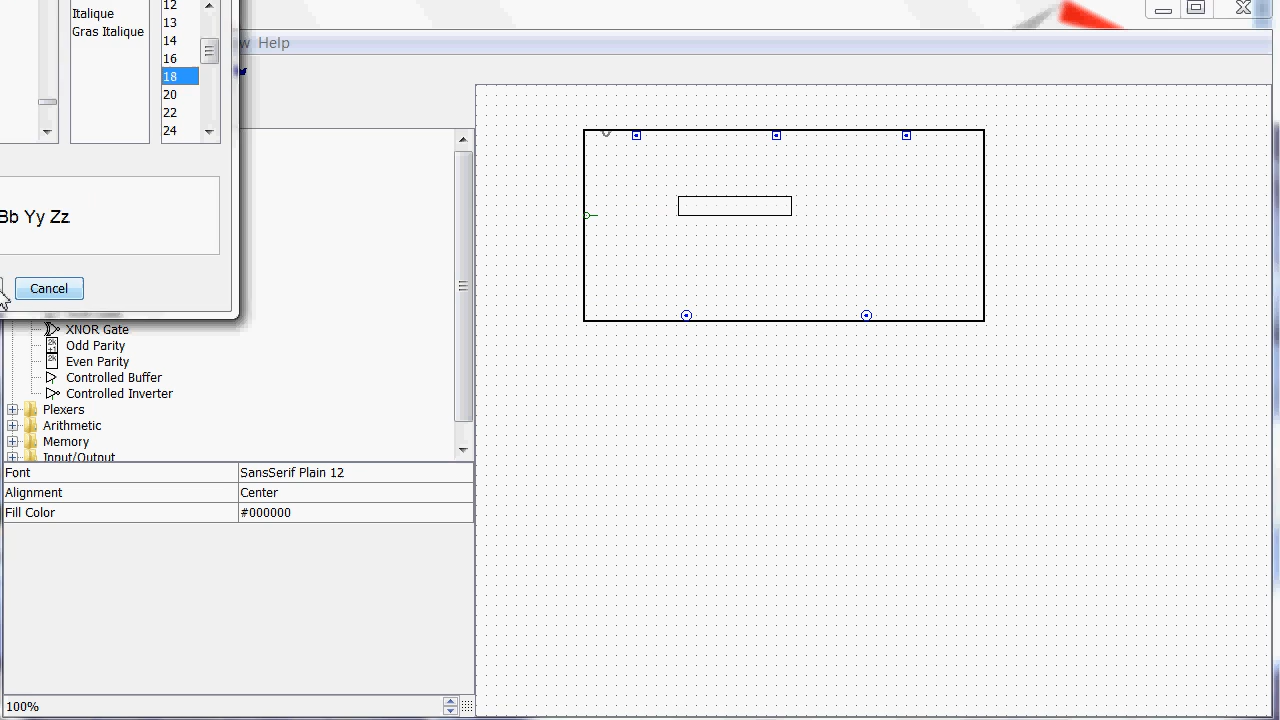 Italique
Gras Italique
12
13
14
16
18
20
22
24
Help
Bb Yy Zz
Cancel
XNOR Gate
Odd Parity
Even Parity
Controlled Buffer
Controlled Inverter
Plexers
Arithmetic
Memory
Input/Output
Font SansSerif Plain 12
Alignment Center
Fill Color #000000
100%